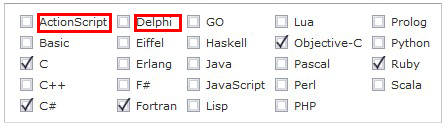 ActionScript Delphi GO Lua Prolog
Basic Eiffel Haskell Objective-C Python
C Erlang Java Pascal Ruby
C++ F# JavaScript Perl Scala
C# Fortran Lisp PHP